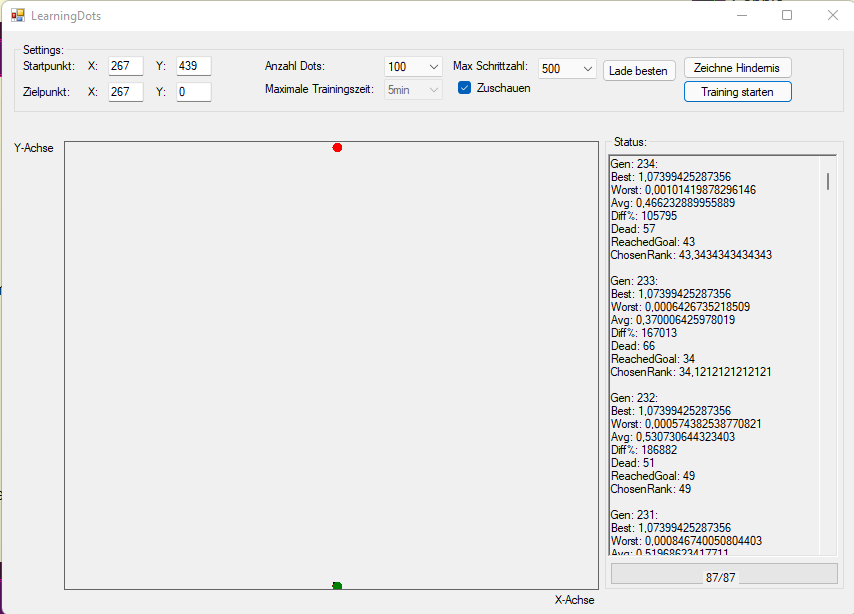 LearningDots
Settings:
Startpunkt: X: 267 Y: 439 Anzahl Dots: 100 Max Schrittzahl: 500 Lade besten Zeichne Hindernis
Zielpunkt: X: 267 Y: 0 Maximale Trainingszeit: 5min Zuschauen Training starten
Y-Achse
X-Achse
Status:
Gen: 234:
Best: 1,07399425287356
Worst: 0,00101419878296146
Avg: 0,466232889955889
Diff%: 105795
Dead: 57
ReachedGoal: 43
ChosenRank: 43,3434343434343
Gen: 233:
Best: 1,07399425287356
Worst: 0,0006426735218509
Avg: 0,370006425978019
Diff%: 167013
Dead: 66
ReachedGoal: 34
ChosenRank: 34,1212121212121
Gen: 232:
Best: 1,07399425287356
Worst: 0,000574382538770821
Avg: 0,530730644323403
Diff%: 186882
Dead: 51
ReachedGoal: 49
ChosenRank: 49
Gen: 231:
Best: 1,07399425287356
Worst: 0,000846740050804403
Avg: 0,51968623417711
87/87